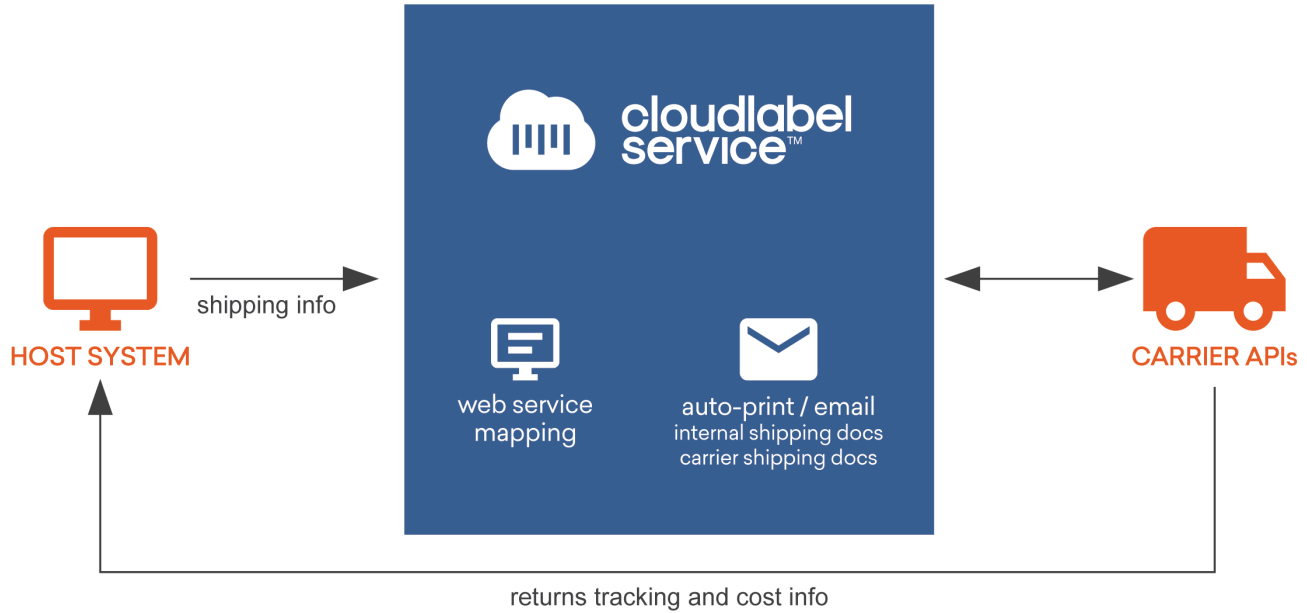 cloudlabel
service™
shipping info
HOST SYSTEM
CARRIER APIs
web service
mapping
auto-print / email
internal shipping docs
carrier shipping docs
returns tracking and cost info